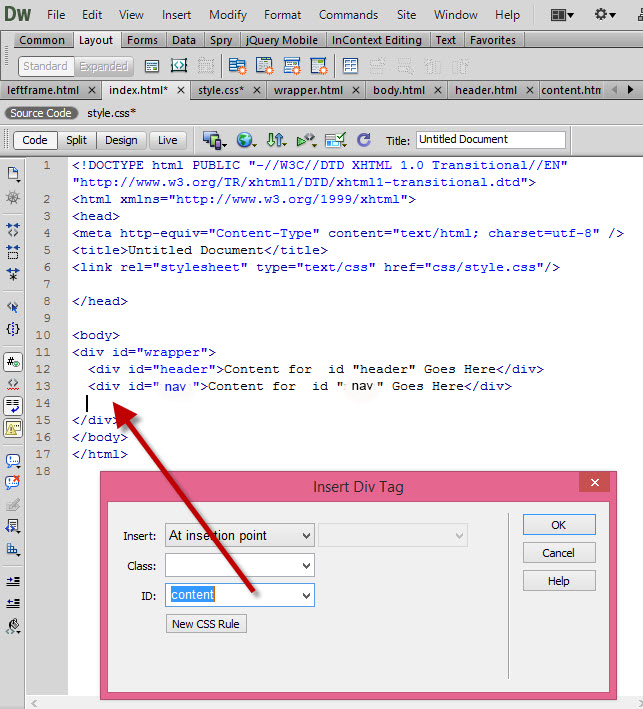 Dw File Edit View Insert Modify Format Commands Site Window Help
Common Layout Forms Data Spry jQuery Mobile InContext Editing Text Favorites
Standard Expanded
leftframe.html × index.html* × style.css* × wrapper.html × body.html × header.html × content.htm
Source Code style.css*
Code Split Design Live Title: Untitled Document
1 <!DOCTYPE html PUBLIC "-//W3C//DTD XHTML 1.0 Transitional//EN"
"http://www.w3.org/TR/xhtml1/DTD/xhtml1-transitional.dtd">
2 <html xmlns="http://www.w3.org/1999/xhtml">
3 <head>
4 <meta http-equiv="Content-Type" content="text/html; charset=utf-8" />
5 <title>Untitled Document</title>
6 <link rel="stylesheet" type="text/css" href="css/style.css"/>
7
8 </head>
9
10 <body>
11 <div id="wrapper">
12 <div id="header">Content for id "header" Goes Here</div>
13 <div id=" nav ">Content for id " nav " Goes Here</div>
14
15 </div>
16 </body>
17 </html>
18
Insert Div Tag ×
Insert: At insertion point
OK
Class:
Cancel
ID: content
Help
New CSS Rule